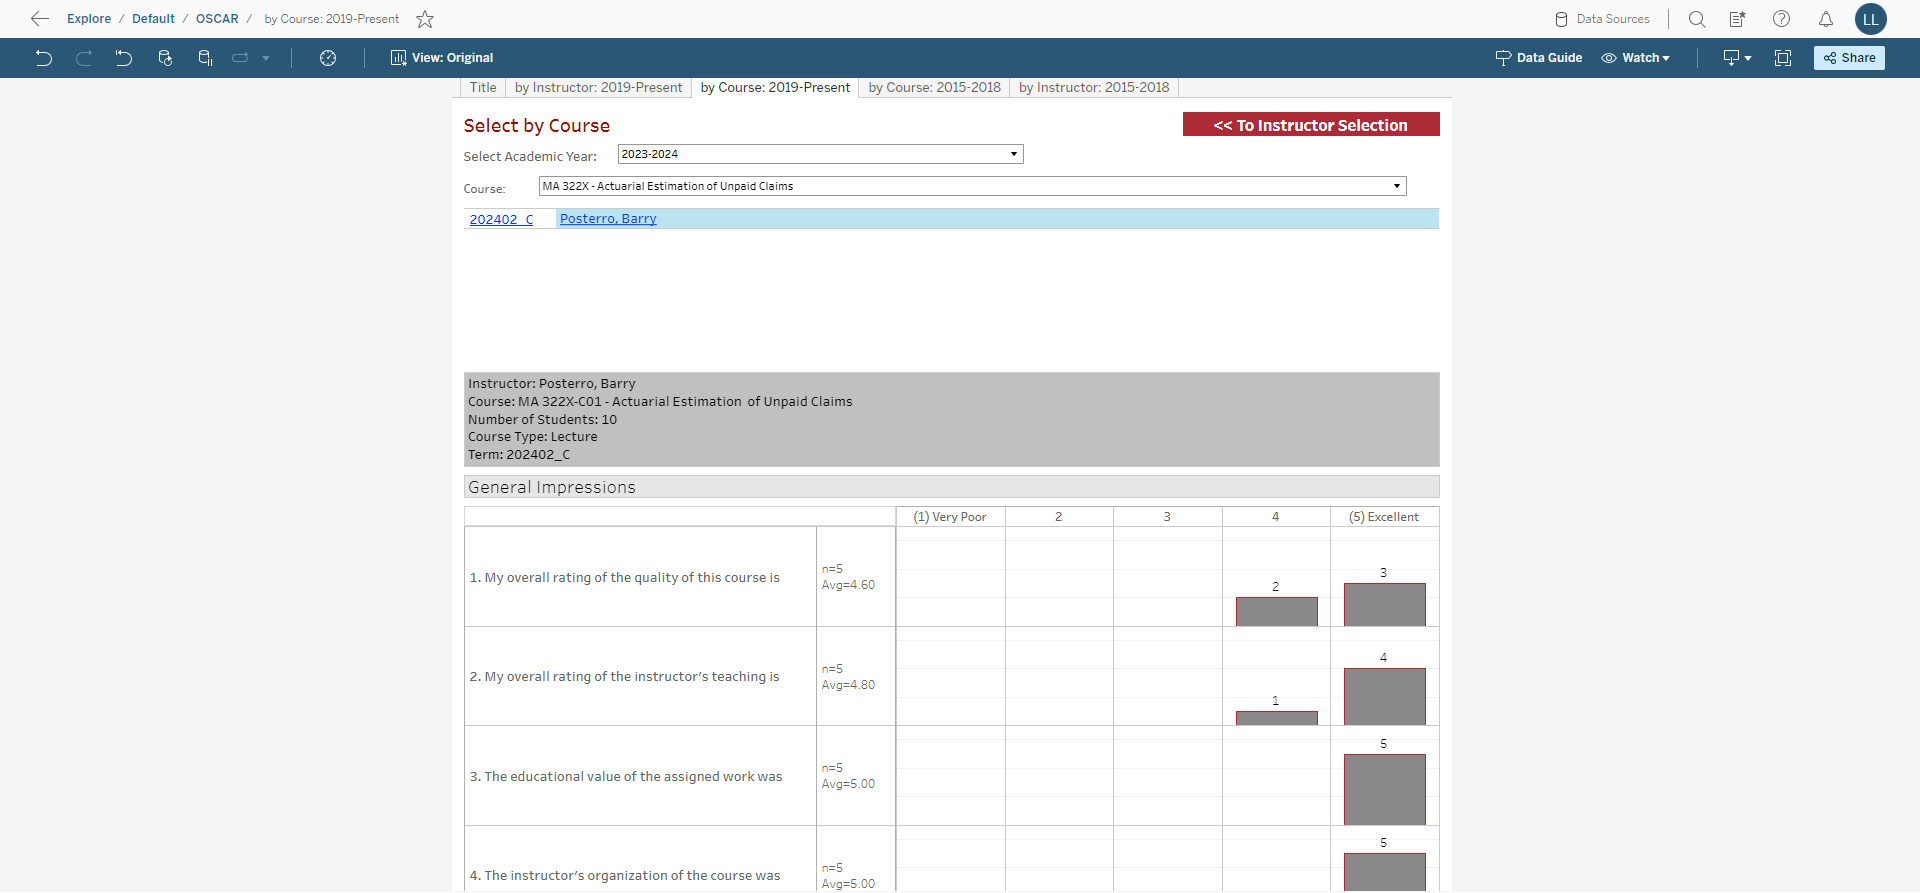 Explore / Default / OSCAR / by Course: 2019-Present
Data Sources
LL
View: Original
Data Guide
Watch
Share
Title
by Instructor: 2019-Present
by Course: 2019-Present
by Course: 2015-2018
by Instructor: 2015-2018
Select by Course
<< To Instructor Selection
Select Academic Year:
2023-2024
Course:
MA 322X - Actuarial Estimation of Unpaid Claims
202402_C
Posterro, Barry
Instructor: Posterro, Barry
Course: MA 322X-C01 - Actuarial Estimation of Unpaid Claims
Number of Students: 10
Course Type: Lecture
Term: 202402_C
General Impressions
(1) Very Poor
2
3
4
(5) Excellent
1. My overall rating of the quality of this course is
n=5
Avg=4.60
2
3
2. My overall rating of the instructor's teaching is
n=5
Avg=4.80
1
4
3. The educational value of the assigned work was
n=5
Avg=5.00
5
4. The instructor's organization of the course was
n=5
Avg=5.00
5